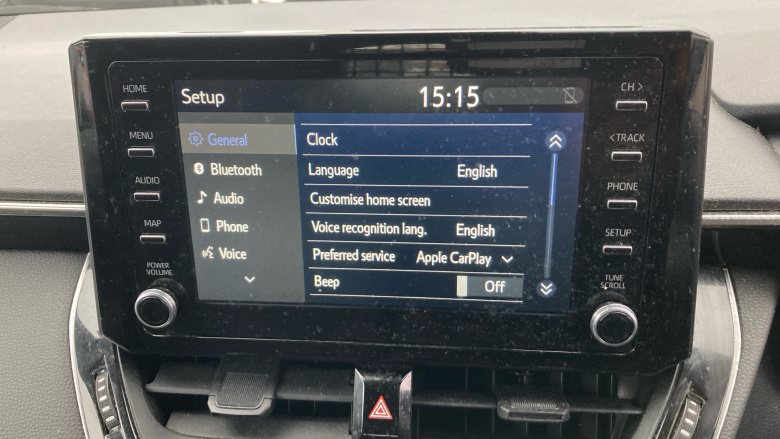 HOME
MENU
AUDIO
MAP
POWER
VOLUME
Setup 15:15
General
Bluetooth
Audio
Phone
Voice
Clock
Language English
Customise home screen
Voice recognition lang. English
Preferred service Apple CarPlay
Beep Off
CH >
< TRACK
PHONE
SETUP
TUNE
SCROLL